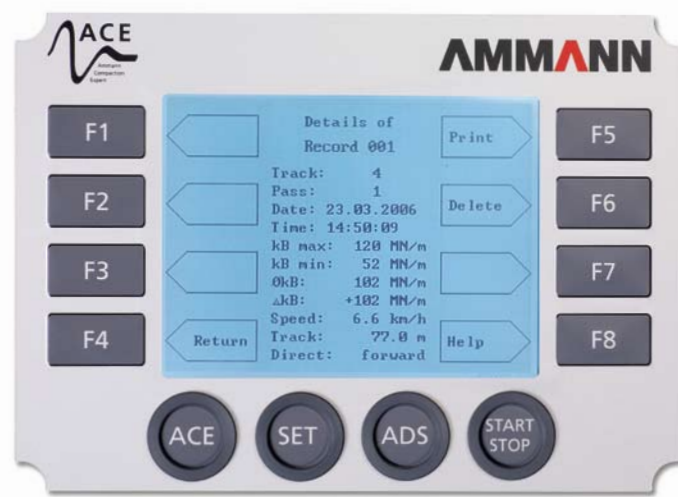 ACE
Ammann
Compaction
Expert
AMMANN
F1
F2
F3
F4
Details of
Record 001
Track: 4
Pass: 1
Date: 23.03.2006
Time: 14:50:09
kB max: 120 MN/m
kB min: 52 MN/m
ØkB: 102 MN/m
△kB: +102 MN/m
Speed: 6.6 km/h
Track: 77.0 m
Direct: forward
Return
Print
Delete
Help
F5
F6
F7
F8
ACE
SET
ADS
START
STOP